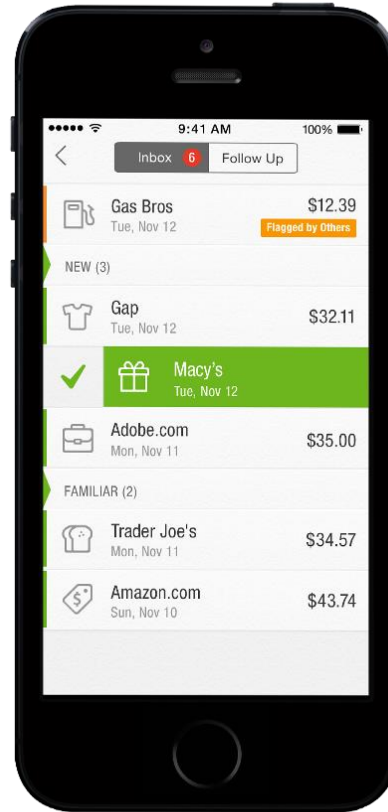 9:41 AM
100%
Inbox 6 Follow Up
Gas Bros $12.39
Tue, Nov 12 Flagged by Others
NEW (3)
Gap $32.11
Tue, Nov 12
Macy's
Tue, Nov 12
Adobe.com $35.00
Mon, Nov 11
FAMILIAR (2)
Trader Joe's $34.57
Mon, Nov 11
Amazon.com $43.74
Sun, Nov 10